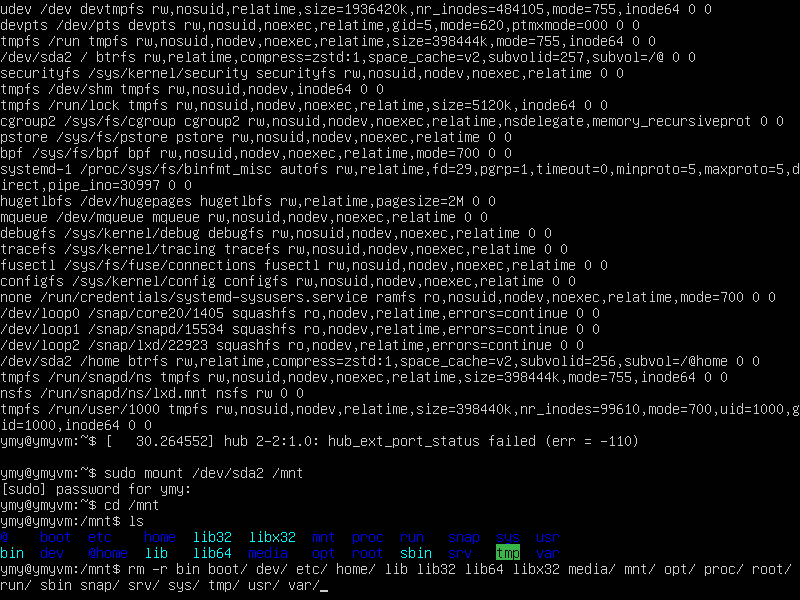 udev /dev devtmpfs rw,nosuid,relatime,size=1936420k,nr_inodes=484105,mode=755,inode64 0 0
devpts /dev/pts devpts rw,nosuid,noexec,relatime,gid=5,mode=620,ptmxmode=000 0 0
tmpfs /run tmpfs rw,nosuid,nodev,noexec,relatime,size=398444k,mode=755,inode64 0 0
/dev/sda2 / btrfs rw,relatime,compress=zstd:1,space_cache=v2,subvolid=257,subvol=/@ 0 0
securityfs /sys/kernel/security securityfs rw,nosuid,nodev,noexec,relatime 0 0
tmpfs /dev/shm tmpfs rw,nosuid,nodev,inode64 0 0
tmpfs /run/lock tmpfs rw,nosuid,nodev,noexec,relatime,size=5120k,inode64 0 0
cgroup2 /sys/fs/cgroup cgroup2 rw,nosuid,nodev,noexec,relatime,nsdelegate,memory_recursiveprot 0 0
pstore /sys/fs/pstore pstore rw,nosuid,nodev,noexec,relatime 0 0
bpf /sys/fs/bpf bpf rw,nosuid,nodev,noexec,relatime,mode=700 0 0
systemd-1 /proc/sys/fs/binfmt_misc autofs rw,relatime,fd=29,pgrp=1,timeout=0,minproto=5,maxproto=5,d
irect,pipe_ino=30997 0 0
hugetlbfs /dev/hugepages hugetlbfs rw,relatime,pagesize=2M 0 0
mqueue /dev/mqueue mqueue rw,nosuid,nodev,noexec,relatime 0 0
debugfs /sys/kernel/debug debugfs rw,nosuid,nodev,noexec,relatime 0 0
tracefs /sys/kernel/tracing tracefs rw,nosuid,nodev,noexec,relatime 0 0
fusectl /sys/fs/fuse/connections fusectl rw,nosuid,nodev,noexec,relatime 0 0
configfs /sys/kernel/config configfs rw,nosuid,nodev,noexec,relatime 0 0
none /run/credentials/systemd-sysusers.service ramfs ro,nosuid,nodev,noexec,relatime,mode=700 0 0
/dev/loop0 /snap/core20/1405 squashfs ro,nodev,relatime,errors=continue 0 0
/dev/loop1 /snap/snapd/15534 squashfs ro,nodev,relatime,errors=continue 0 0
/dev/loop2 /snap/lxd/22923 squashfs ro,nodev,relatime,errors=continue 0 0
/dev/sda2 /home btrfs rw,relatime,compress=zstd:1,space_cache=v2,subvolid=256,subvol=/@home 0 0
tmpfs /run/snapd/ns tmpfs rw,nosuid,nodev,noexec,relatime,size=398444k,mode=755,inode64 0 0
nsfs /run/snapd/ns/lxd.mnt nsfs rw 0 0
tmpfs /run/user/1000 tmpfs rw,nosuid,nodev,relatime,size=398440k,nr_inodes=99610,mode=700,uid=1000,g
id=1000,inode64 0 0
ymy@ymyvm:~$ [   30.264552] hub 2-2:1.0: hub_ext_port_status failed (err = -110)
ymy@ymyvm:~$ sudo mount /dev/sda2 /mnt
[sudo] password for ymy:
ymy@ymyvm:~$ cd /mnt
ymy@ymyvm:/mnt$ ls
@    boot  etc    home  lib32  libx32  mnt  proc  run   snap  sys  usr
bin  dev   @home  lib   lib64  media   opt  root  sbin  srv   tmp  var
ymy@ymyvm:/mnt$ rm -r bin boot/ dev/ etc/ home/ lib lib32 lib64 libx32 media/ mnt/ opt/ proc/ root/
run/ sbin snap/ srv/ sys/ tmp/ usr/ var/_